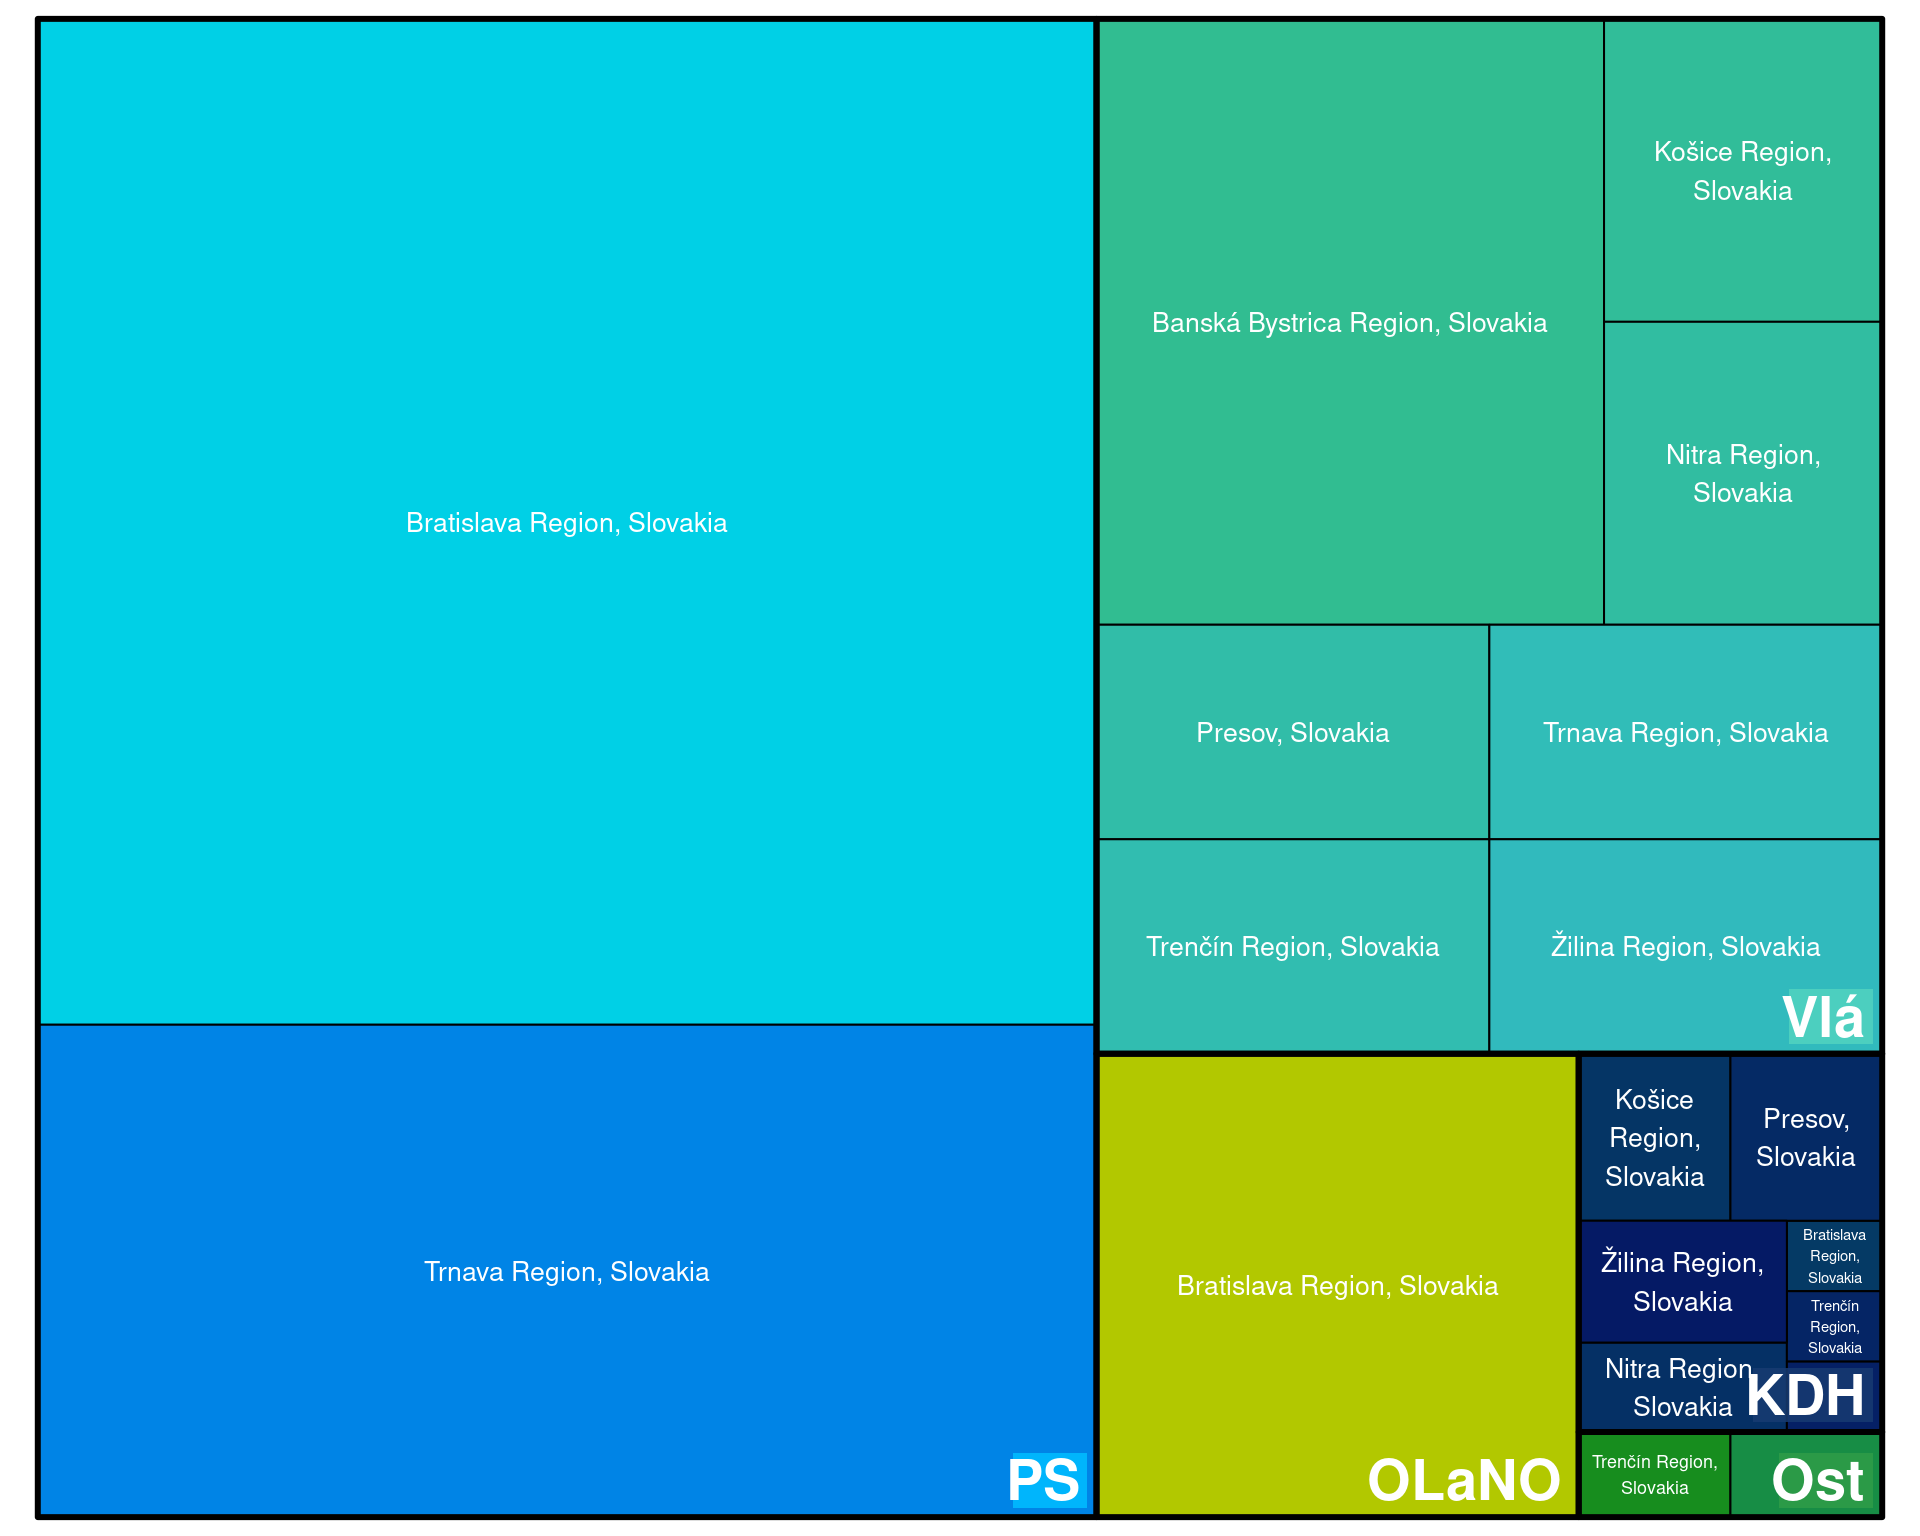 Bratislava Region, Slovakia
Trnava Region, Slovakia
PS
Banská Bystrica Region, Slovakia
Košice Region,
Slovakia
Nitra Region,
Slovakia
Presov, Slovakia
Trnava Region, Slovakia
Trenčín Region, Slovakia
Žilina Region, Slovakia
Vlá
Bratislava Region, Slovakia
OLaNO
Košice
Region,
Slovakia
Presov,
Slovakia
Žilina Region,
Slovakia
Bratislava
Region,
Slovakia
Trenčín
Region,
Slovakia
Nitra Region
Slovakia
KDH
Trenčín Region,
Slovakia
Ost